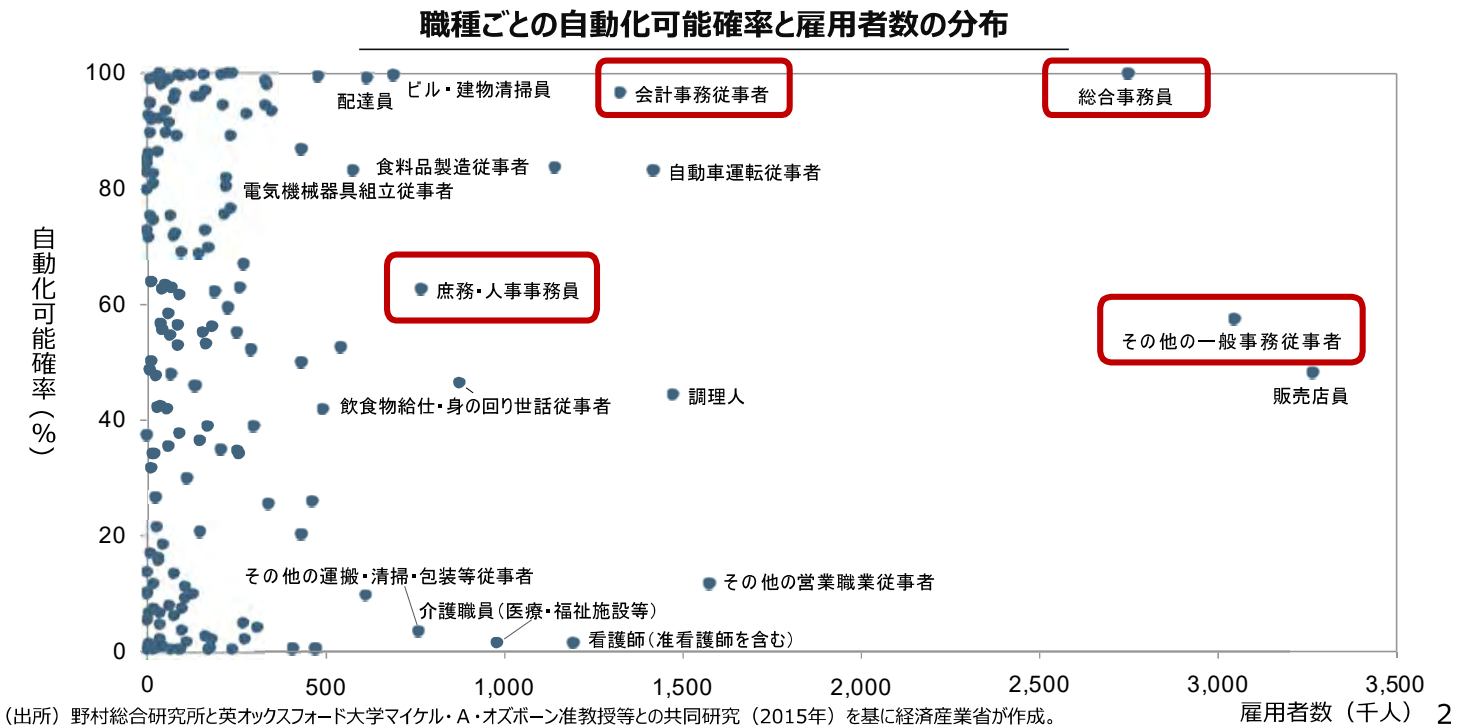 職種ごとの自動化可能確率と雇用者数の分布
自動化可能確率(%)
100
80
60
40
20
0
配達員
ビル・建物清掃員
会計事務従事者
総合事務員
食料品製造従事者
自動車運転従事者
電気機械器具組立従事者
庶務・人事事務員
その他の一般事務従事者
販売店員
飲食物給仕・身の回り世話従事者
調理人
その他の運搬・清掃・包装等従事者
その他の営業職業従事者
介護職員(医療・福祉施設等)
看護師(准看護師を含む)
0
500
1,000
1,500
2,000
2,500
3,000
3,500
雇用者数（千人）
（出所）野村総合研究所と英オックスフォード大学マイケル・A・オズボーン准教授等との共同研究（2015年）を基に経済産業省が作成。
2